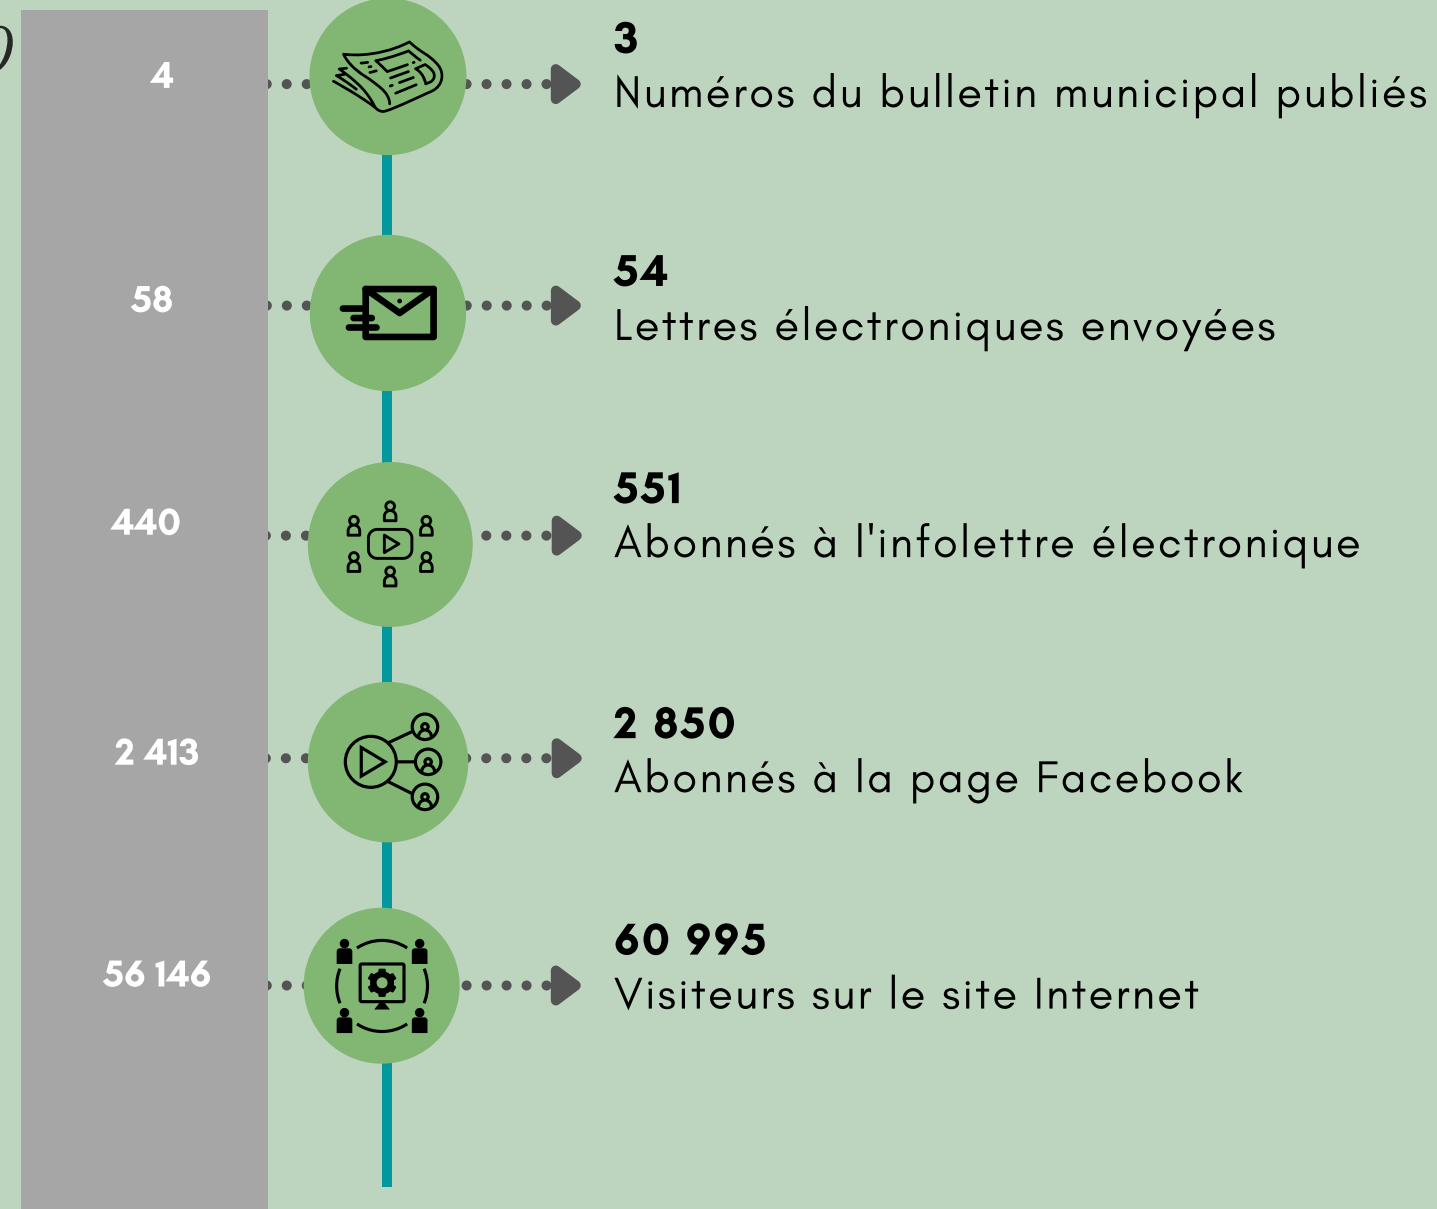 4
3
Numéros du bulletin municipal publiés
58
54
Lettres électroniques envoyées
440
551
Abonnés à l'infolettre électronique
2 413
2 850
Abonnés à la page Facebook
56 146
60 995
Visiteurs sur le site Internet